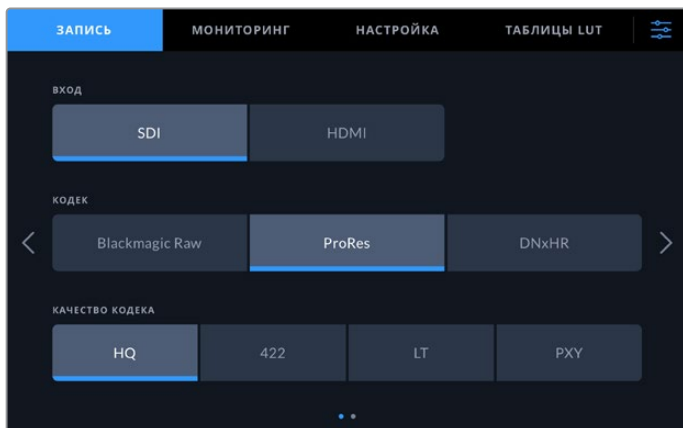 ЗАПИСЬ МОНИТОРИНГ НАСТРОЙКА ТАБЛИЦЫ LUT
ВХОД
SDI HDMI
КОДЕК
Blackmagic Raw ProRes DNxHR
КАЧЕСТВО КОДЕКА
HQ 422 LT PXY